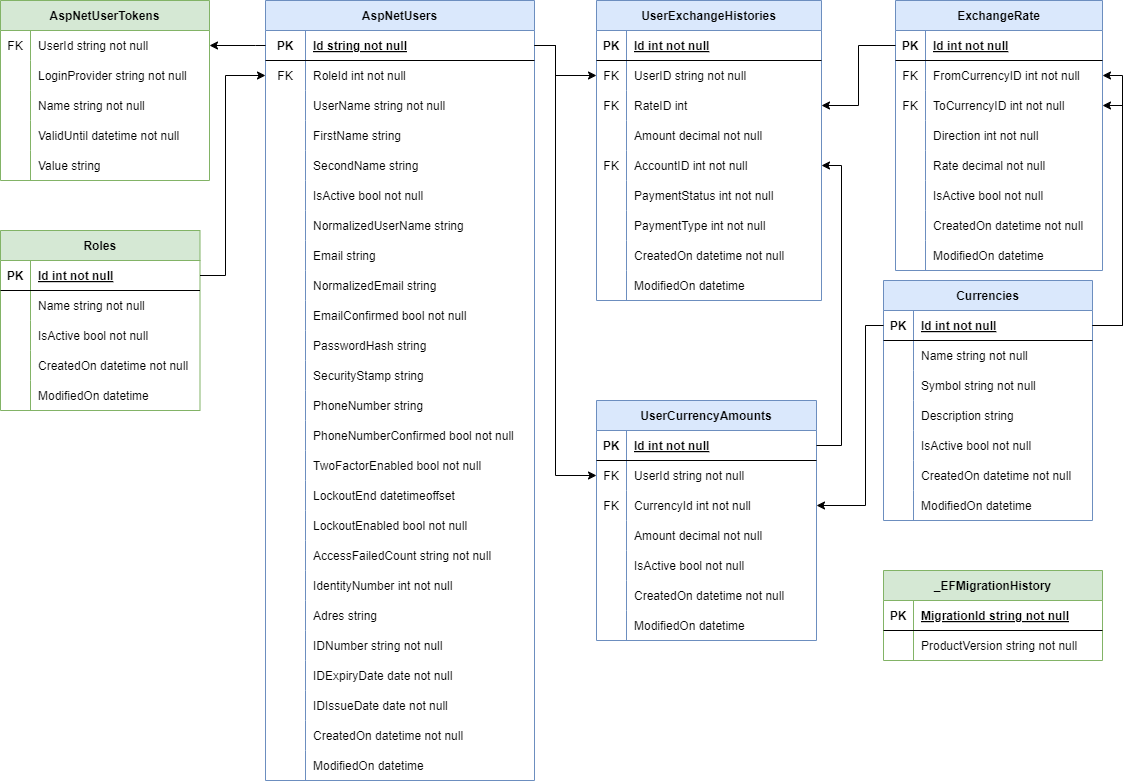 AspNetUserTokens
FK UserId string not null
LoginProvider string not null
Name string not null
ValidUntil datetime not null
Value string
Roles
PK Id int not null
Name string not null
IsActive bool not null
CreatedOn datetime not null
ModifiedOn datetime
AspNetUsers
PK Id string not null
FK RoleId int not null
UserName string not null
FirstName string
SecondName string
IsActive bool not null
NormalizedUserName string
Email string
NormalizedEmail string
EmailConfirmed bool not null
PasswordHash string
SecurityStamp string
PhoneNumber string
PhoneNumberConfirmed bool not null
TwoFactorEnabled bool not null
LockoutEnd datetimeoffset
LockoutEnabled bool not null
AccessFailedCount string not null
IdentityNumber int not null
Adres string
IDNumber string not null
IDExpiryDate date not null
IDIssueDate date not null
CreatedOn datetime not null
ModifiedOn datetime
UserExchangeHistories
PK Id int not null
FK UserID string not null
FK RateID int
Amount decimal not null
FK AccountID int not null
PaymentStatus int not null
PaymentType int not null
CreatedOn datetime not null
ModifiedOn datetime
UserCurrencyAmounts
PK Id int not null
FK UserId string not null
FK CurrencyId int not null
Amount decimal not null
IsActive bool not null
CreatedOn datetime not null
ModifiedOn datetime
ExchangeRate
PK Id int not null
FK FromCurrencyID int not null
FK ToCurrencyID int not null
Direction int not null
Rate decimal not null
IsActive bool not null
CreatedOn datetime not null
ModifiedOn datetime
Currencies
PK Id int not null
Name string not null
Symbol string not null
Description string
IsActive bool not null
CreatedOn datetime not null
ModifiedOn datetime
_EFMigrationHistory
PK MigrationId string not null
ProductVersion string not null